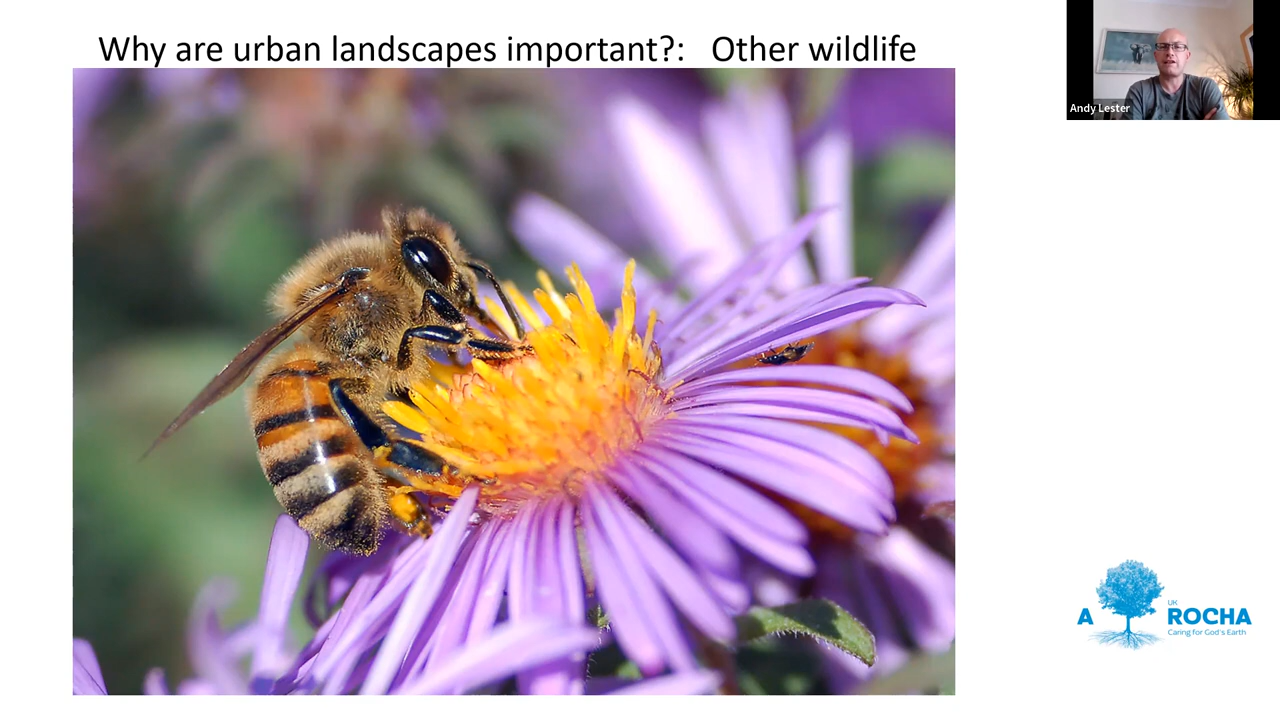 Why are urban landscapes important?: Other wildlife
Andy Lester
UK
A ROCHA
Caring for God's Earth